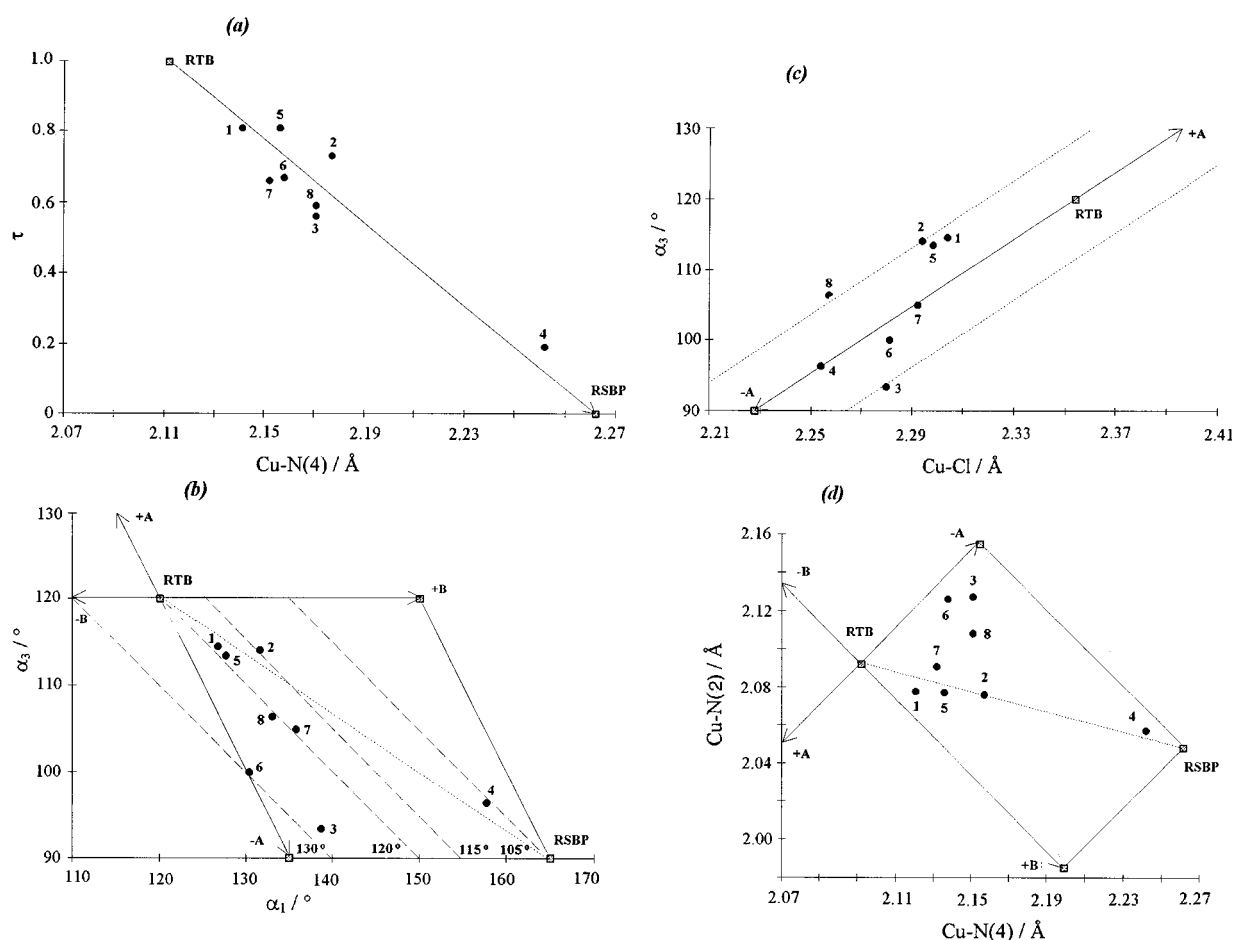 (a)
1.0
0.8
0.6
0.4
0.2
0
τ
RTB
1
5
2
6
7
8
3
4
RSBP
2.07
2.11
2.15
2.19
2.23
2.27
Cu-N(4) / Å
(c)
130
120
110
100
90
α3 / °
+A
RTB
2
1
5
8
7
6
4
3
-A
2.21
2.25
2.29
2.33
2.37
2.41
Cu-Cl / Å
(b)
130
120
110
100
90
α3 / °
+A
RTB
+B
-B
1
2
5
8
7
6
4
3
-A
130°
120°
115°
105°
RSBP
110
120
130
140
150
160
170
α1 / °
(d)
2.16
2.12
2.08
2.04
2.00
Cu-N(2) / Å
-A
-B
3
6
RTB
8
7
2
1
5
4
+A
RSBP
+B
2.07
2.11
2.15
2.19
2.23
2.27
Cu-N(4) / Å